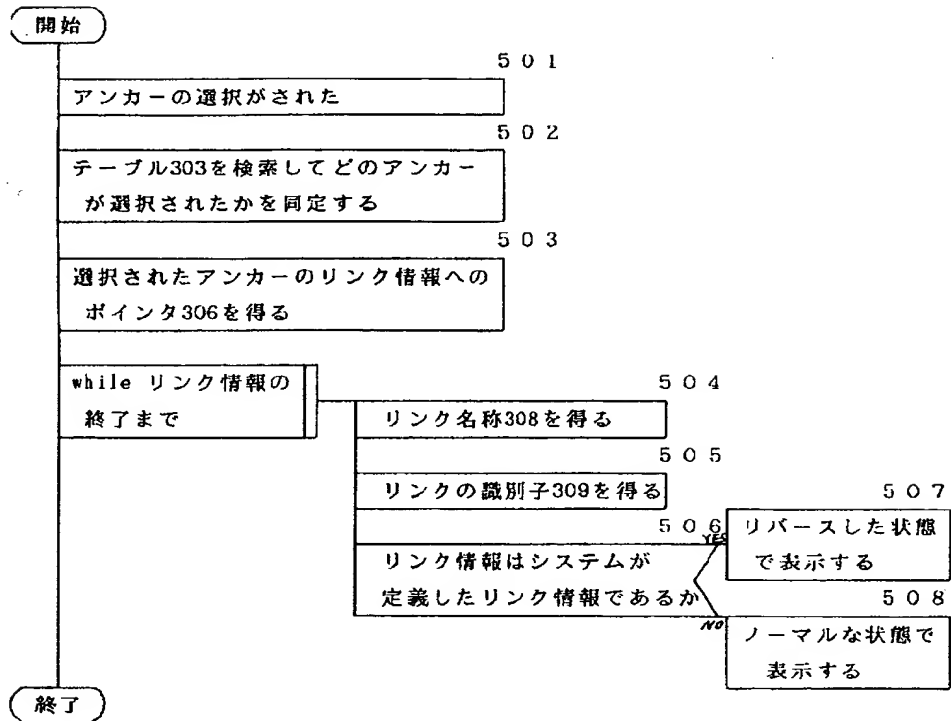 開始
501
アンカーの選択がされた
502
テーブル303を検索してどのアンカー
が選択されたかを同定する
503
選択されたアンカーのリンク情報への
ポインタ306を得る
while リンク情報の
終了まで
504
リンク名称308を得る
505
リンクの識別子309を得る
506
リンク情報はシステムが
定義したリンク情報であるか
YES
507
リバースした状態
で表示する
NO
508
ノーマルな状態で
表示する
終了